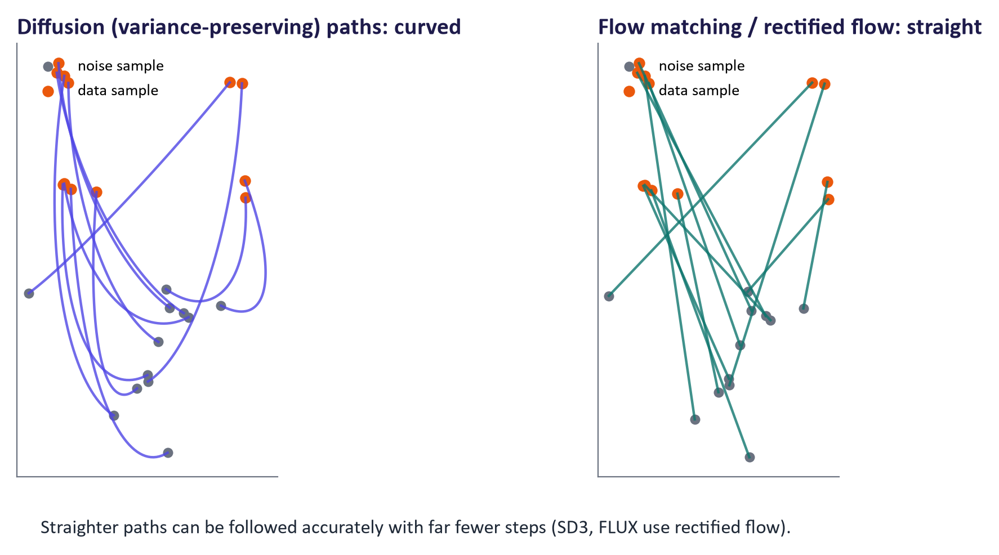 Diffusion (variance-preserving) paths: curved
noise sample
data sample
Flow matching / rectified flow: straight
noise sample
data sample
Straighter paths can be followed accurately with far fewer steps (SD3, FLUX use rectified flow).